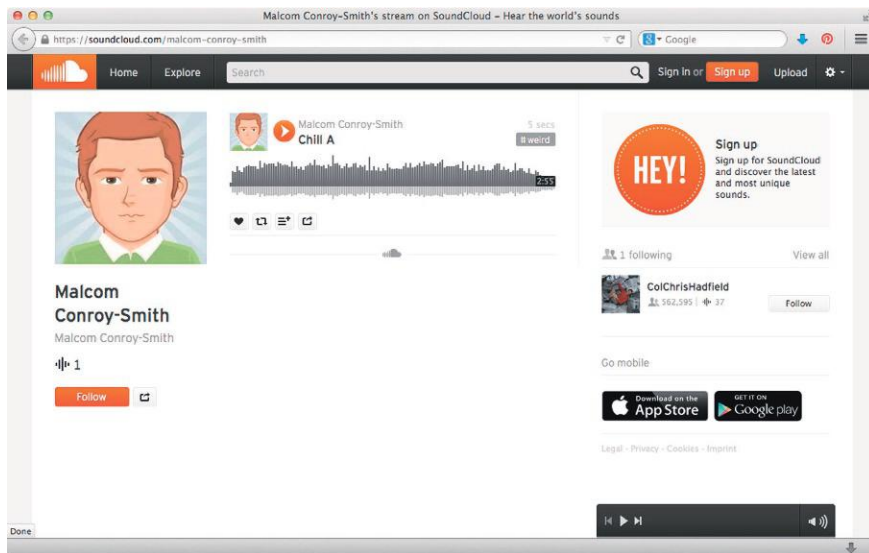 Malcom Conroy-Smith's stream on SoundCloud – Hear the world's sounds
https://soundcloud.com/malcom-conroy-smith
Google
Home Explore Search Sign in or Sign up Upload
Malcom Conroy-Smith 5 secs
Chill A # weird
2:55
Malcom
Conroy-Smith
Malcom Conroy-Smith
1
Follow
HEY!
Sign up
Sign up for SoundCloud
and discover the latest
and most unique
sounds.
1 following View all
ColChrisHadfield
562,595 37 Follow
Go mobile
Download on the
App Store
GET IT ON
Google play
Legal - Privacy - Cookies - Imprint
Done